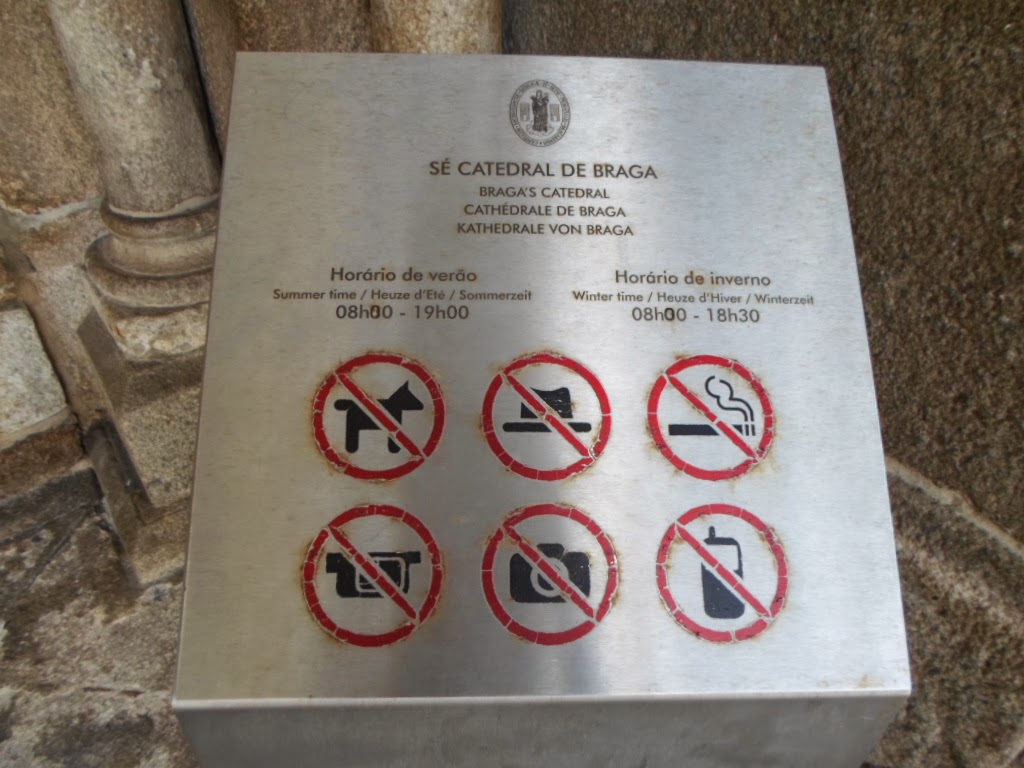 SÉ CATEDRAL DE BRAGA
BRAGA'S CATEDRAL
CATHÉDRALE DE BRAGA
KATHEDRALE VON BRAGA
Horário de verão
Summer time / Heuze d'Eté / Sommerzeit
08h00 - 19h00
Horário de inverno
Winter time / Heuze d'Hiver / Winterzeit
08h00 - 18h30